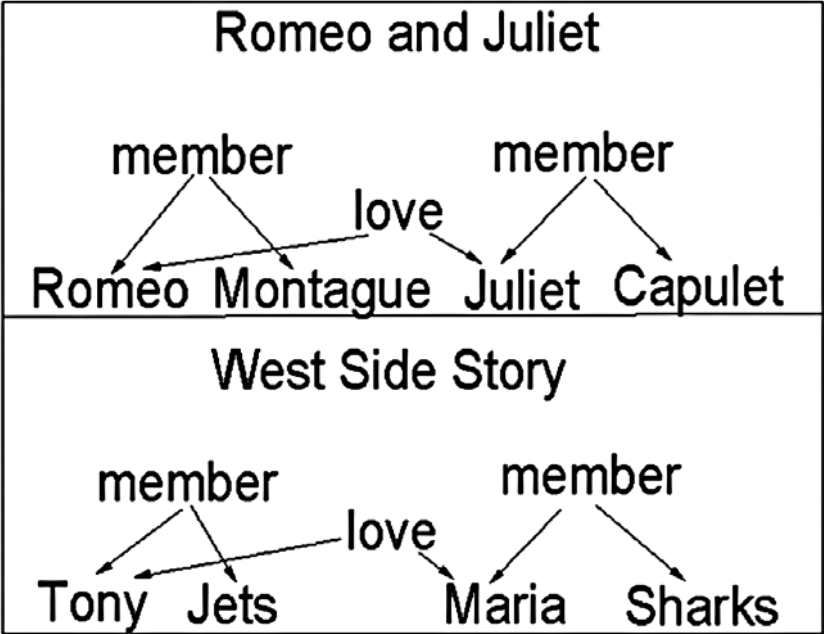 Romeo and Juliet
member member
love
Romeo Montague Juliet Capulet
West Side Story
member member
love
Tony Jets Maria Sharks